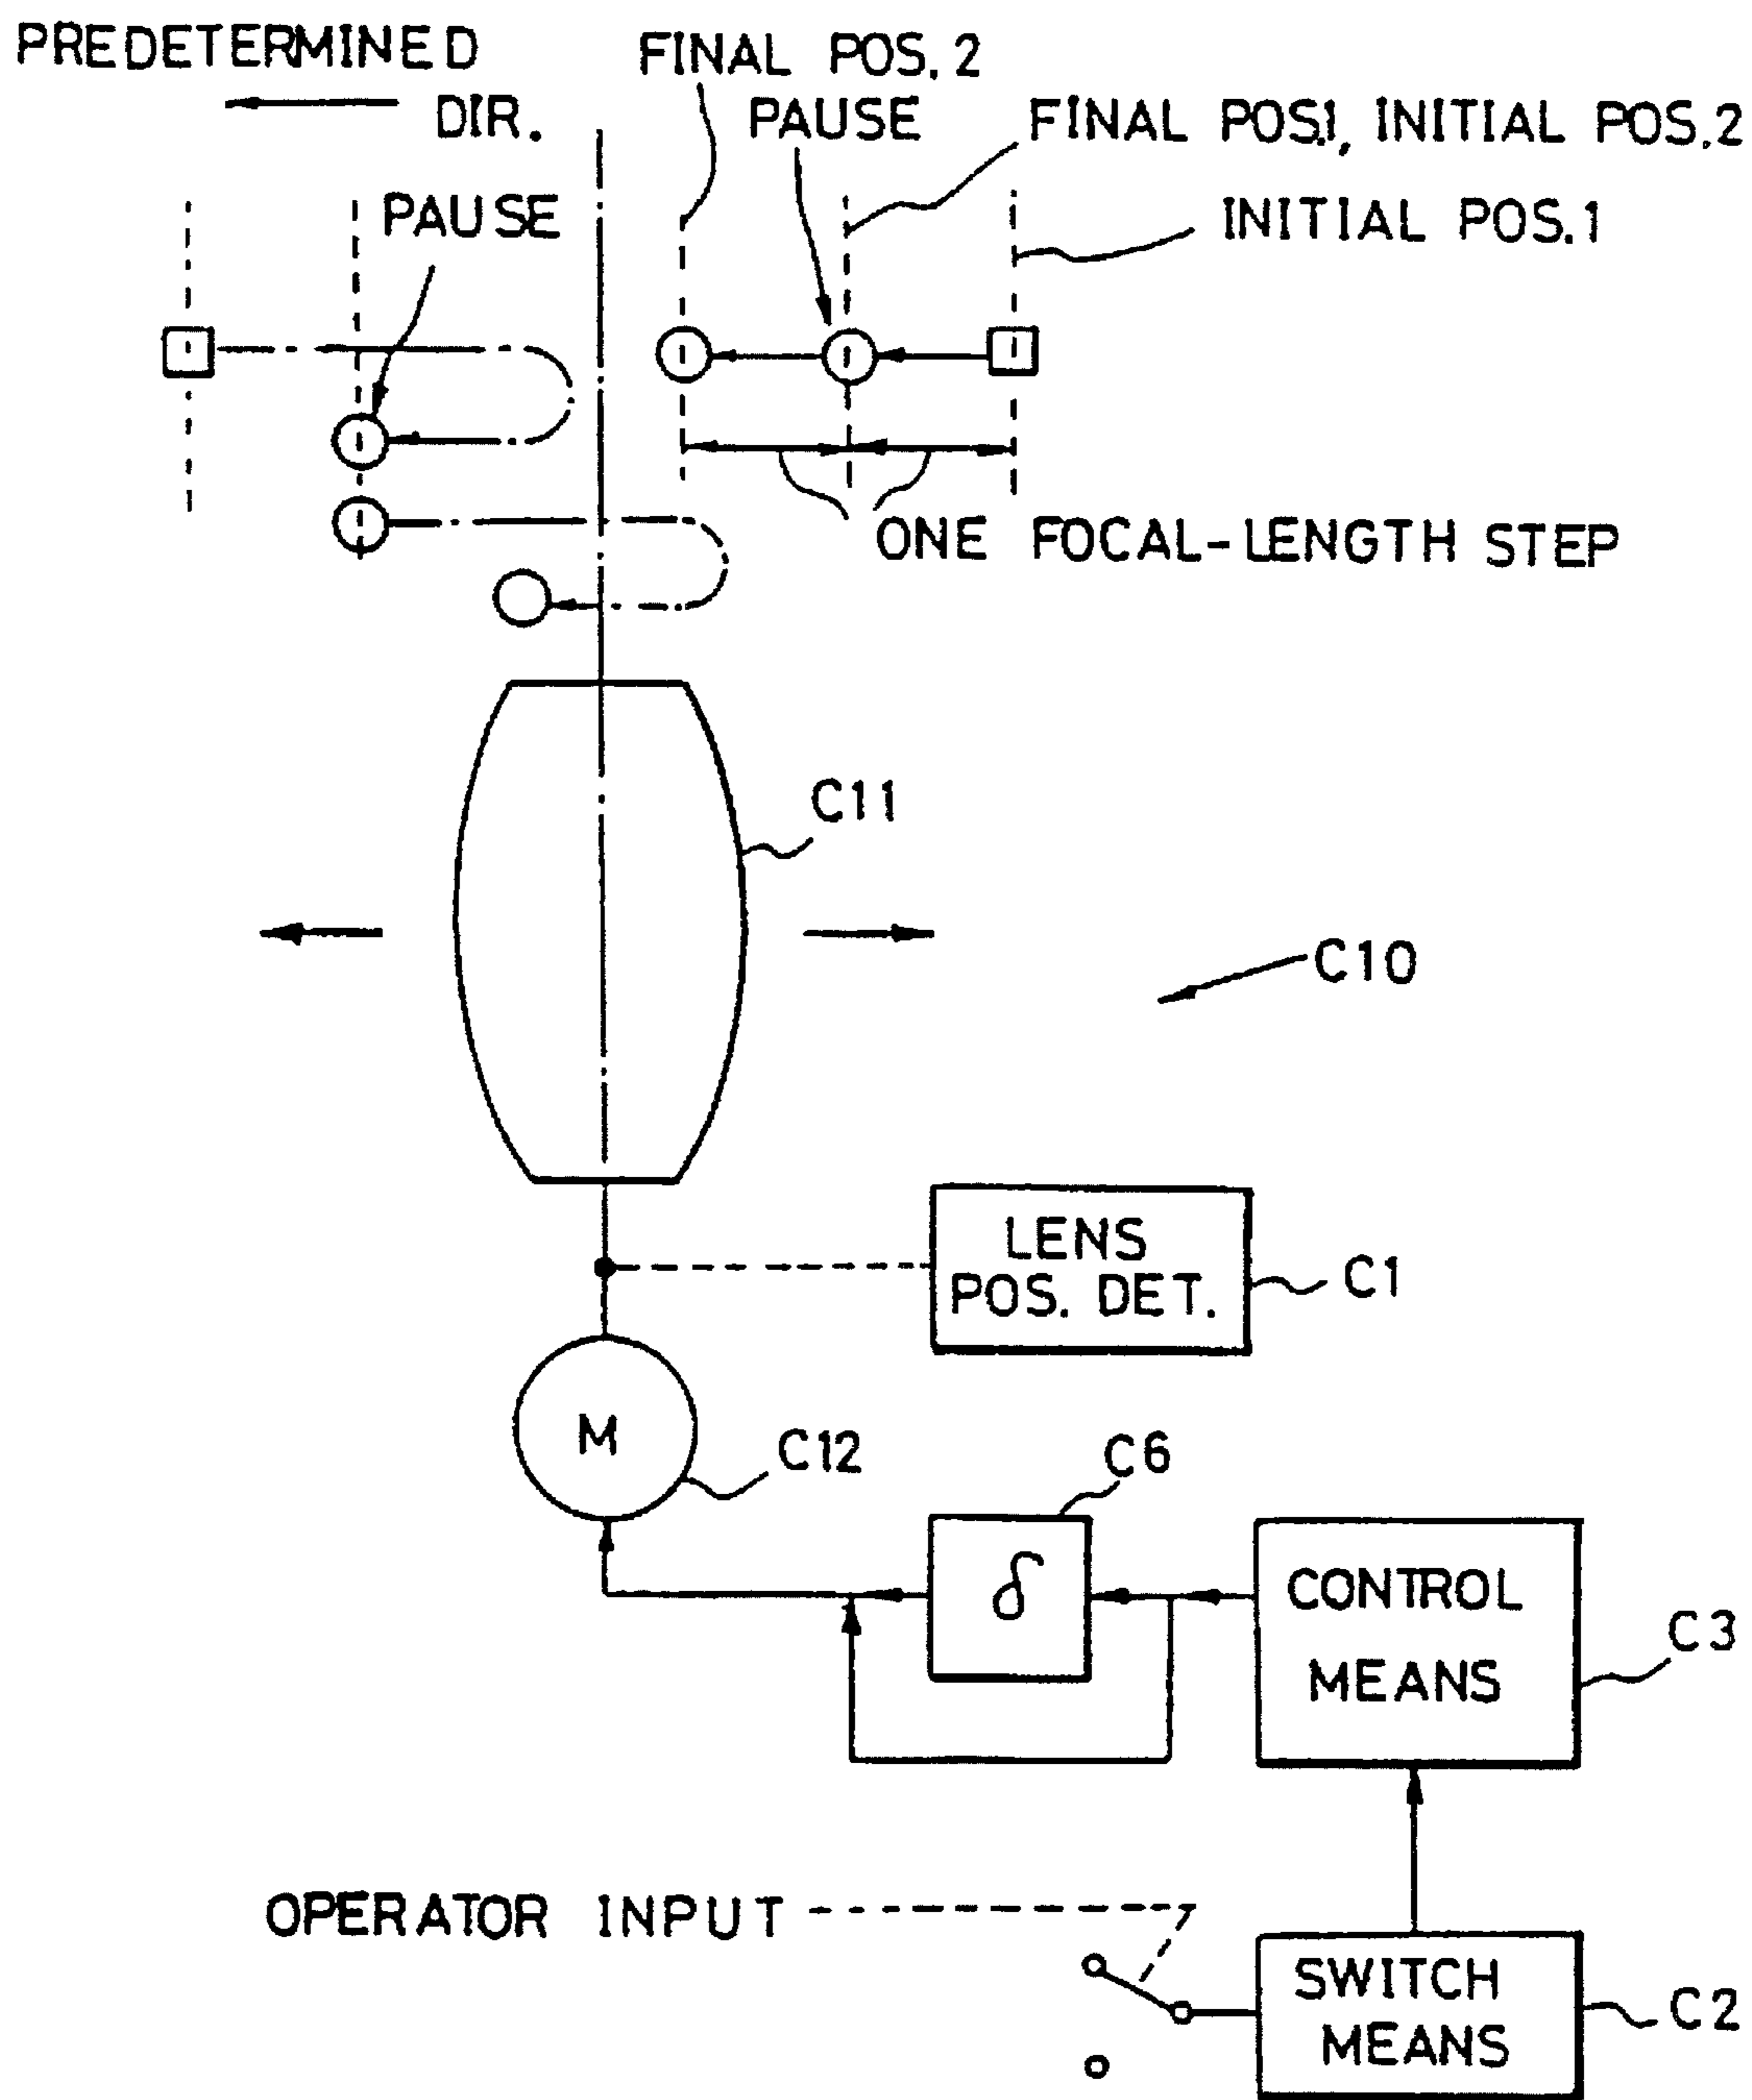 PREDETERMINED
DIR.
FINAL POS. 2
PAUSE
FINAL POS.1, INITIAL POS.2
PAUSE
INITIAL POS.1
ONE FOCAL-LENGTH STEP
C11
C10
LENS
POS. DET.
C1
M
C12
C6
δ
CONTROL
MEANS
C3
OPERATOR INPUT
SWITCH
MEANS
C2